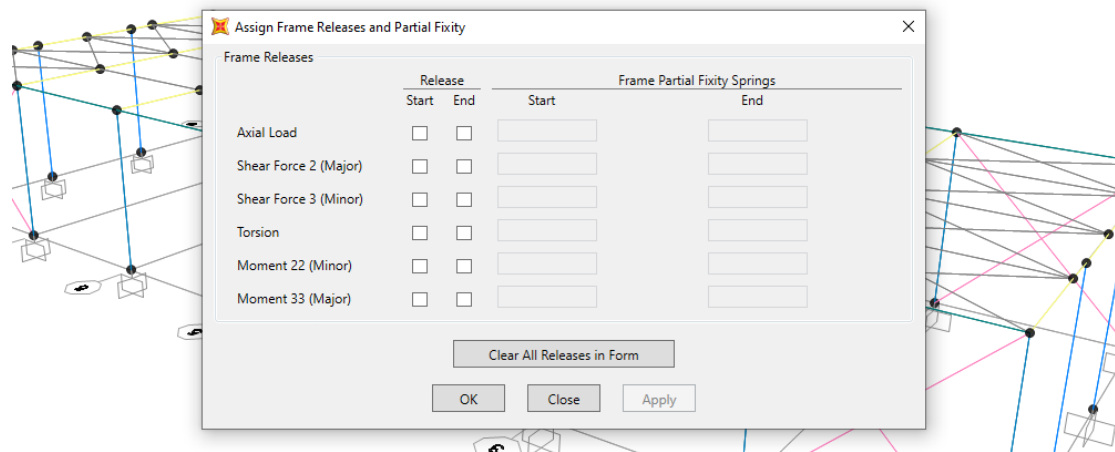 Assign Frame Releases and Partial Fixity
Frame Releases
Release Frame Partial Fixity Springs
Start End Start End
Axial Load
Shear Force 2 (Major)
Shear Force 3 (Minor)
Torsion
Moment 22 (Minor)
Moment 33 (Major)
Clear All Releases in Form
OK Close Apply